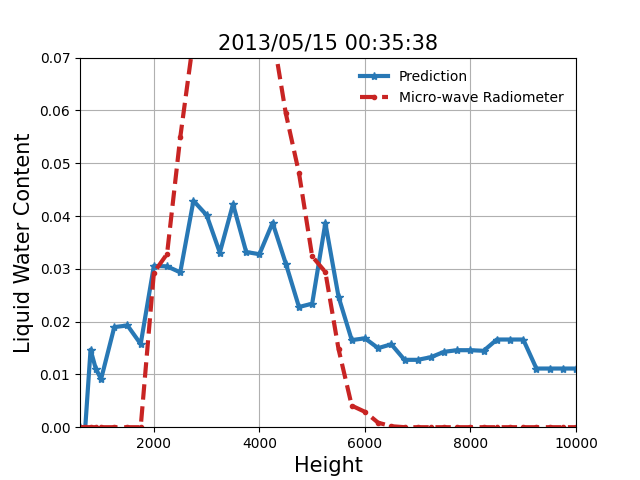 2013/05/15 00:35:38
0.07
0.06
0.05
0.04
0.03
0.02
0.01
0.00
Liquid Water Content
Prediction
Micro-wave Radiometer
2000 4000 6000 8000 10000
Height